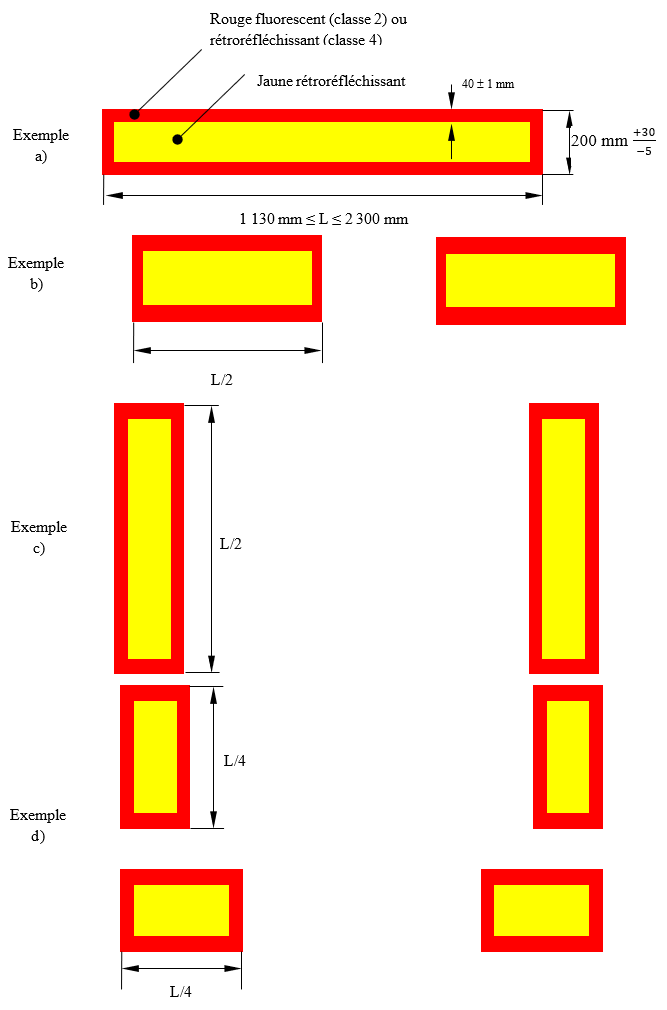 Rouge fluorescent (classe 2) ou
rétroréfléchissant (classe 4)
Jaune rétroréfléchissant
40 ± 1 mm
Exemple
a)
200 mm +30/−5
1 130 mm ≤ L ≤ 2 300 mm
Exemple
b)
L/2
Exemple
c)
L/2
L/4
Exemple
d)
L/4